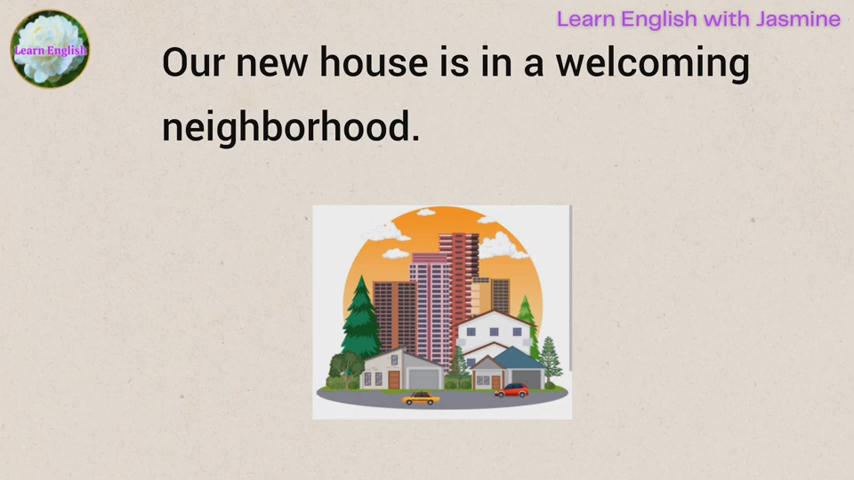 Learn English with Jasmine
Learn English
Our new house is in a welcoming
neighborhood.